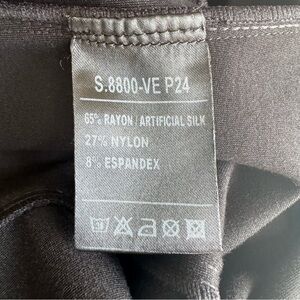 S.8800-VE P24
65% RAYON/ARTIFICIAL SILK
27% NYLON
8% ESPANDEX